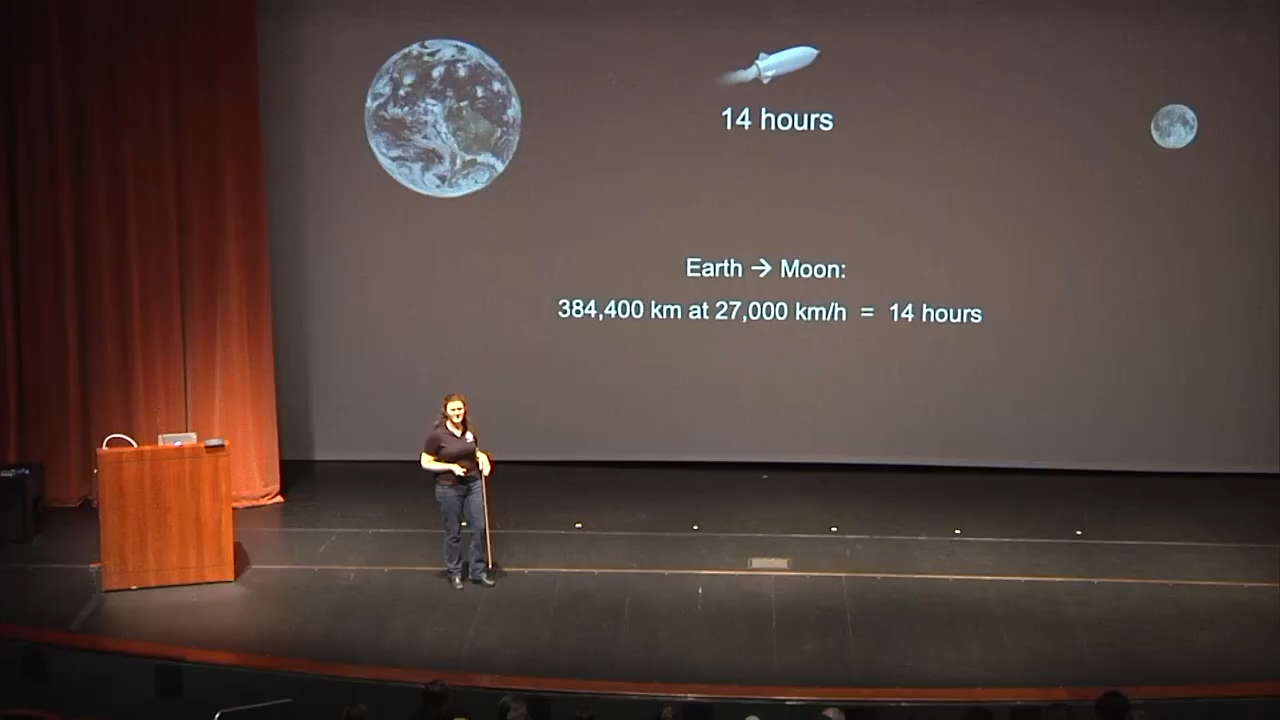 14 hours
Earth → Moon:
384,400 km at 27,000 km/h = 14 hours